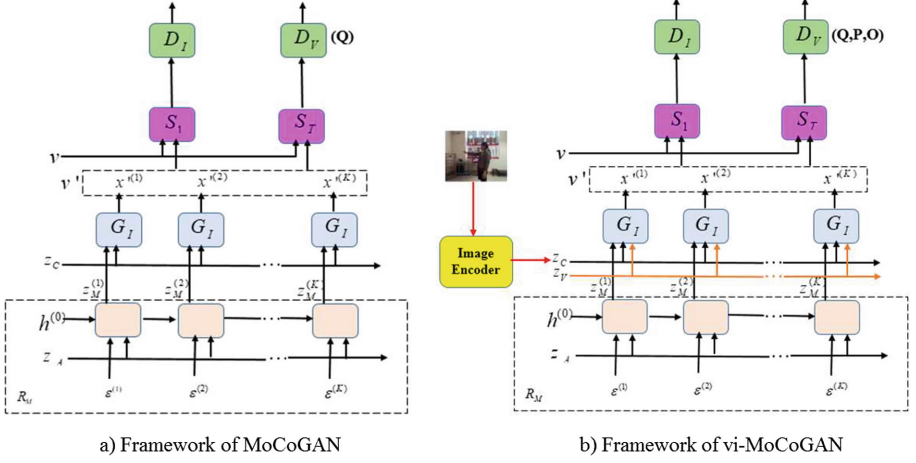 D_I D_V (Q)
S_1 S_T
v
v' x'^(1) x'^(2) x'^(K)
G_I G_I G_I
z_C ...
z_M^(1) z_M^(2) z_M^(K)
h^(0) ...
z_A ...
ε^(1) ε^(2) ε^(K)
R_M
a) Framework of MoCoGAN
D_I D_V (Q,P,O)
S_1 S_T
v
v' x'^(1) x'^(2) x'^(K)
G_I G_I G_I
Image
Encoder
z_C ...
z_V ...
z_M^(1) z_M^(2) z_M^(K)
h^(0) ...
z_A ...
ε^(1) ε^(2) ε^(K)
R_M
b) Framework of vi-MoCoGAN